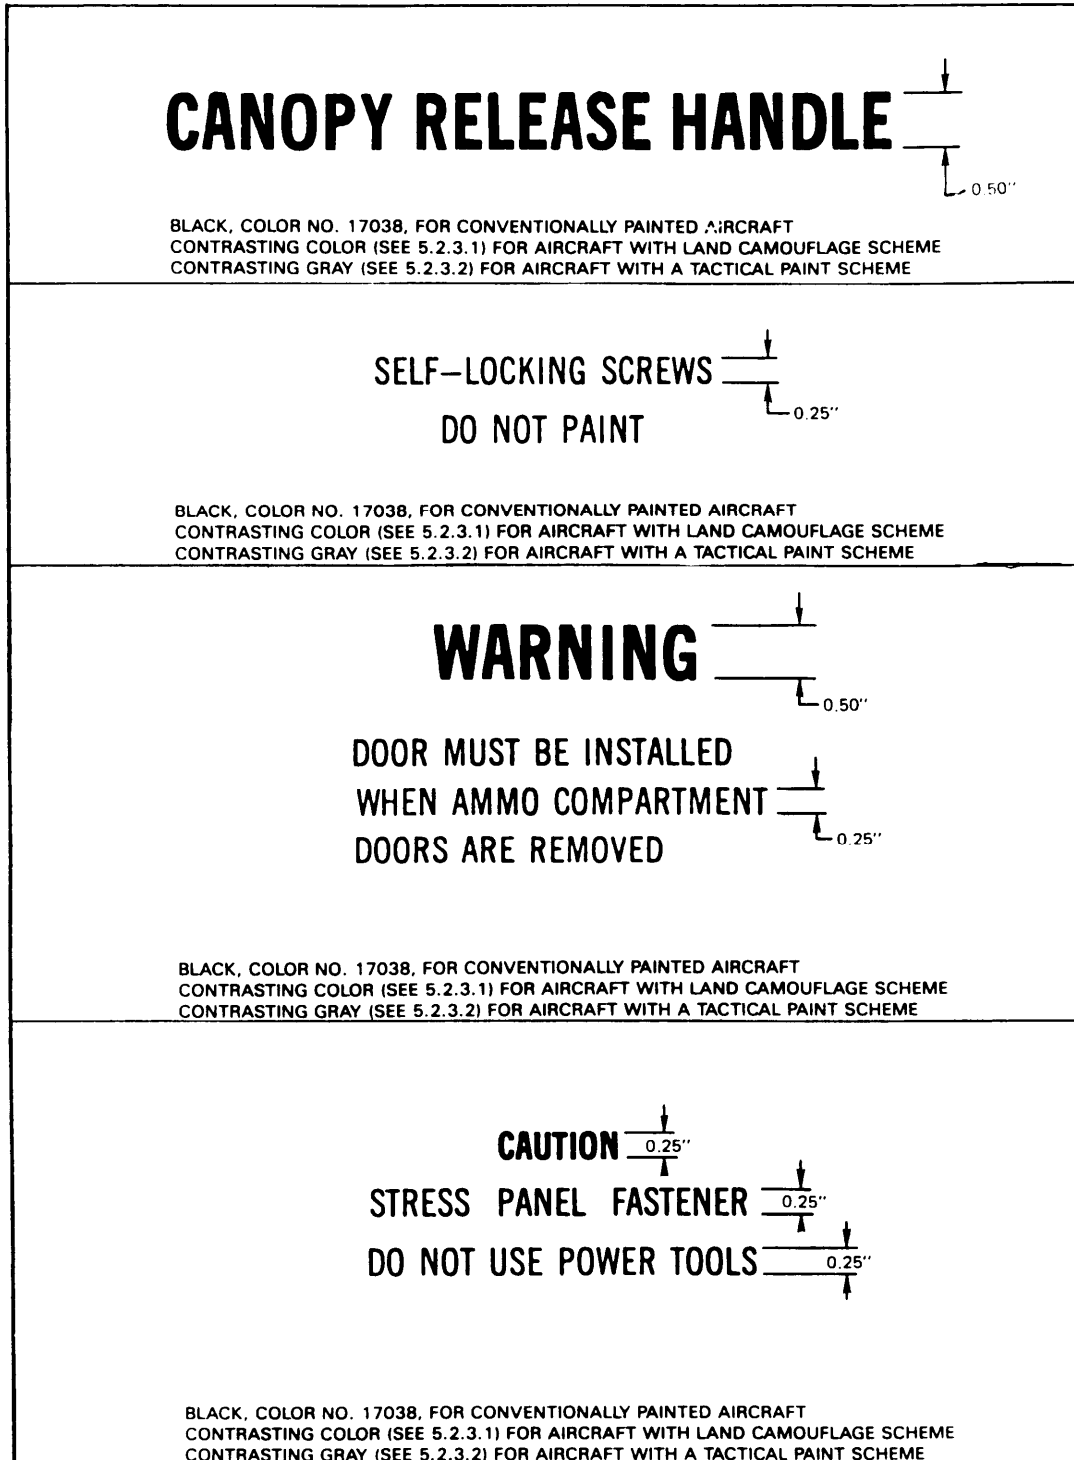 CANOPY RELEASE HANDLE
0.50"
BLACK, COLOR NO. 17038, FOR CONVENTIONALLY PAINTED AIRCRAFT
CONTRASTING COLOR (SEE 5.2.3.1) FOR AIRCRAFT WITH LAND CAMOUFLAGE SCHEME
CONTRASTING GRAY (SEE 5.2.3.2) FOR AIRCRAFT WITH A TACTICAL PAINT SCHEME
SELF-LOCKING SCREWS
0.25"
DO NOT PAINT
BLACK, COLOR NO. 17038, FOR CONVENTIONALLY PAINTED AIRCRAFT
CONTRASTING COLOR (SEE 5.2.3.1) FOR AIRCRAFT WITH LAND CAMOUFLAGE SCHEME
CONTRASTING GRAY (SEE 5.2.3.2) FOR AIRCRAFT WITH A TACTICAL PAINT SCHEME
WARNING
0.50"
DOOR MUST BE INSTALLED
WHEN AMMO COMPARTMENT
0.25"
DOORS ARE REMOVED
BLACK, COLOR NO. 17038, FOR CONVENTIONALLY PAINTED AIRCRAFT
CONTRASTING COLOR (SEE 5.2.3.1) FOR AIRCRAFT WITH LAND CAMOUFLAGE SCHEME
CONTRASTING GRAY (SEE 5.2.3.2) FOR AIRCRAFT WITH A TACTICAL PAINT SCHEME
CAUTION 0.25"
STRESS PANEL FASTENER 0.25"
DO NOT USE POWER TOOLS 0.25"
BLACK, COLOR NO. 17038, FOR CONVENTIONALLY PAINTED AIRCRAFT
CONTRASTING COLOR (SEE 5.2.3.1) FOR AIRCRAFT WITH LAND CAMOUFLAGE SCHEME
CONTRASTING GRAY (SEE 5.2.3.2) FOR AIRCRAFT WITH A TACTICAL PAINT SCHEME